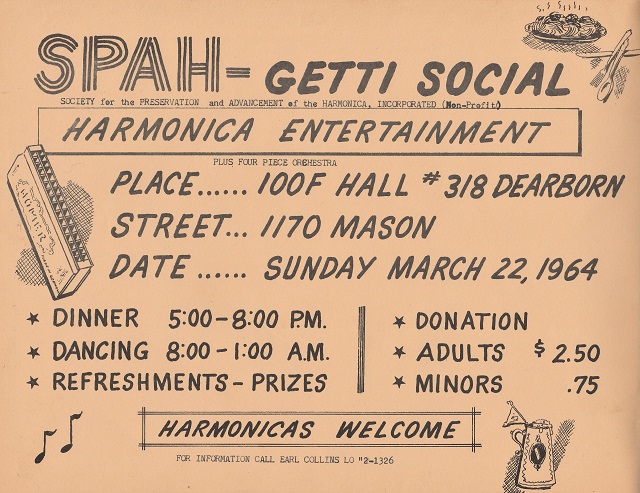 SPAH-GETTI SOCIAL
SOCIETY for the PRESERVATION and ADVANCEMENT of the HARMONICA, INCORPORATED (Non-Profit)
HARMONICA ENTERTAINMENT
PLUS FOUR PIECE ORCHESTRA
PLACE...... IOOF HALL #318 DEARBORN
STREET... 1170 MASON
DATE ...... SUNDAY MARCH 22, 1964
★ DINNER 5:00-8:00 P.M.
★ DANCING 8:00-1:00 A.M.
★ REFRESHMENTS-PRIZES
★ DONATION
★ ADULTS $2.50
★ MINORS .75
HARMONICAS WELCOME
FOR INFORMATION CALL EARL COLLINS LO "2-1326